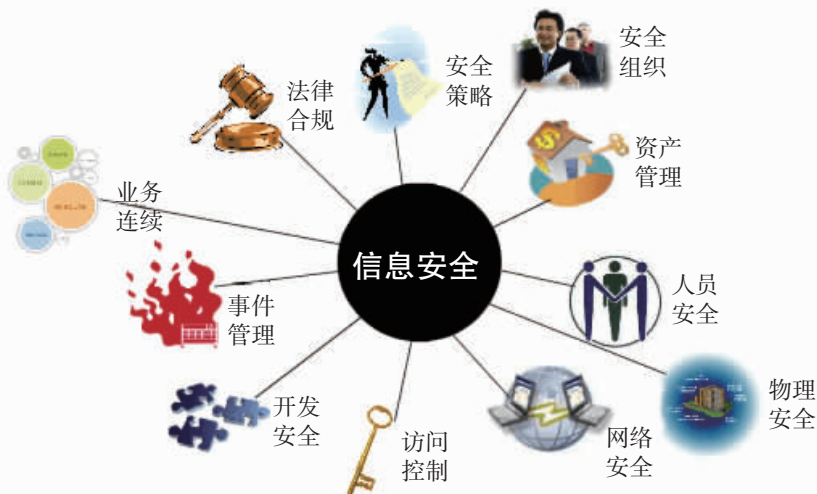 安全
组织
安全
策略
法律
合规
资产
管理
业务
连续
信息安全
人员
安全
事件
管理
物理
安全
开发
安全
网络
安全
访问
控制